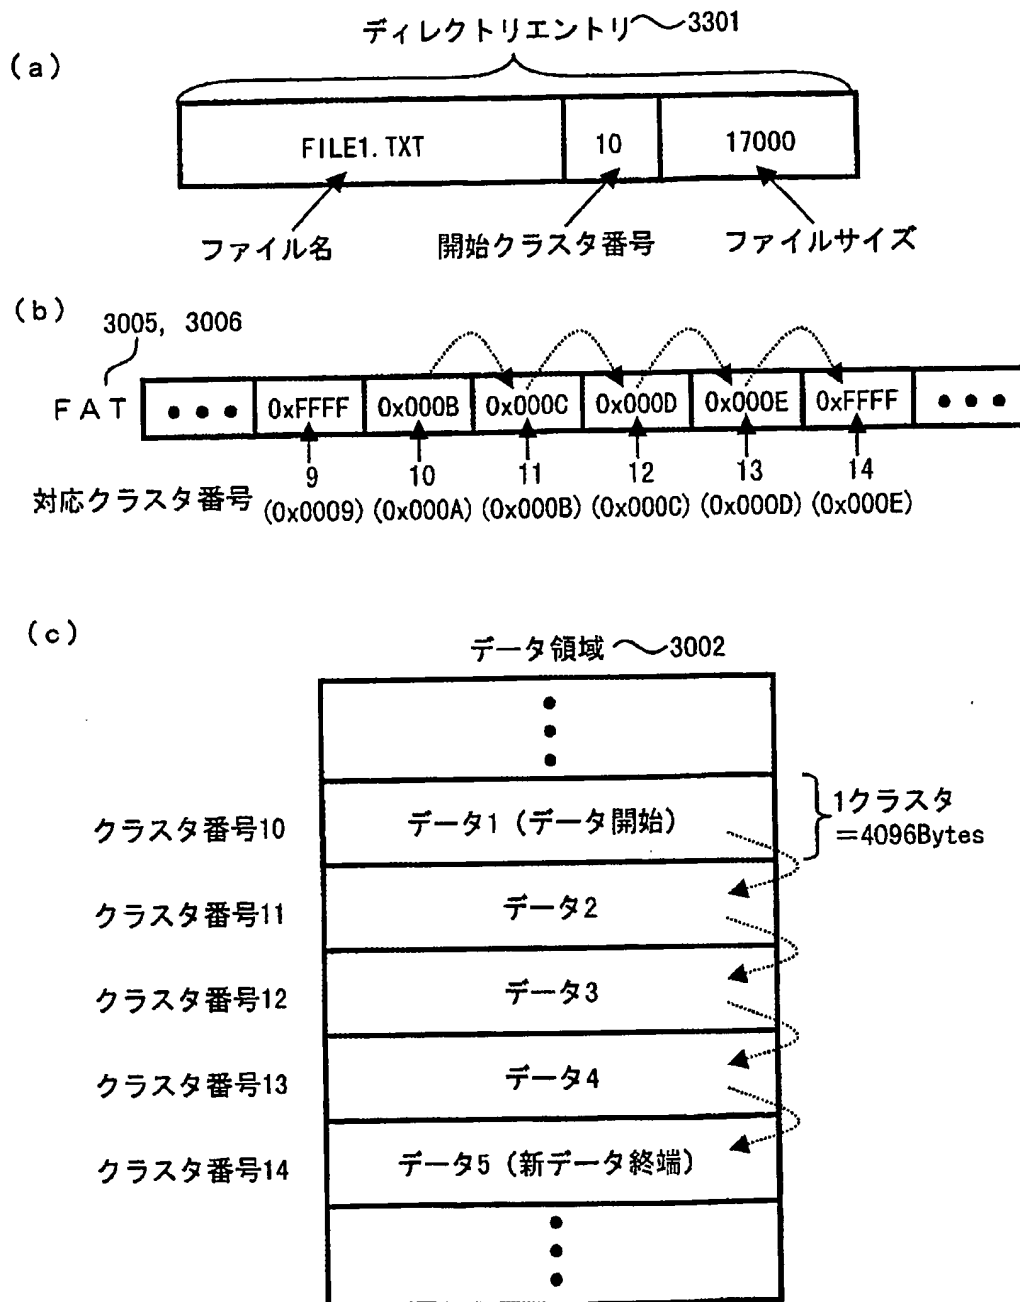 ディレクトリエントリ 3301
(a)
FILE1.TXT 10 17000
ファイル名 開始クラスタ番号 ファイルサイズ
(b)
3005, 3006
FAT ••• 0xFFFF 0x000B 0x000C 0x000D 0x000E 0xFFFF •••
9 10 11 12 13 14
対応クラスタ番号 (0x0009) (0x000A) (0x000B) (0x000C) (0x000D) (0x000E)
(c)
データ領域 3002
クラスタ番号10 データ1(データ開始) 1クラスタ
=4096Bytes
クラスタ番号11 データ2
クラスタ番号12 データ3
クラスタ番号13 データ4
クラスタ番号14 データ5(新データ終端)